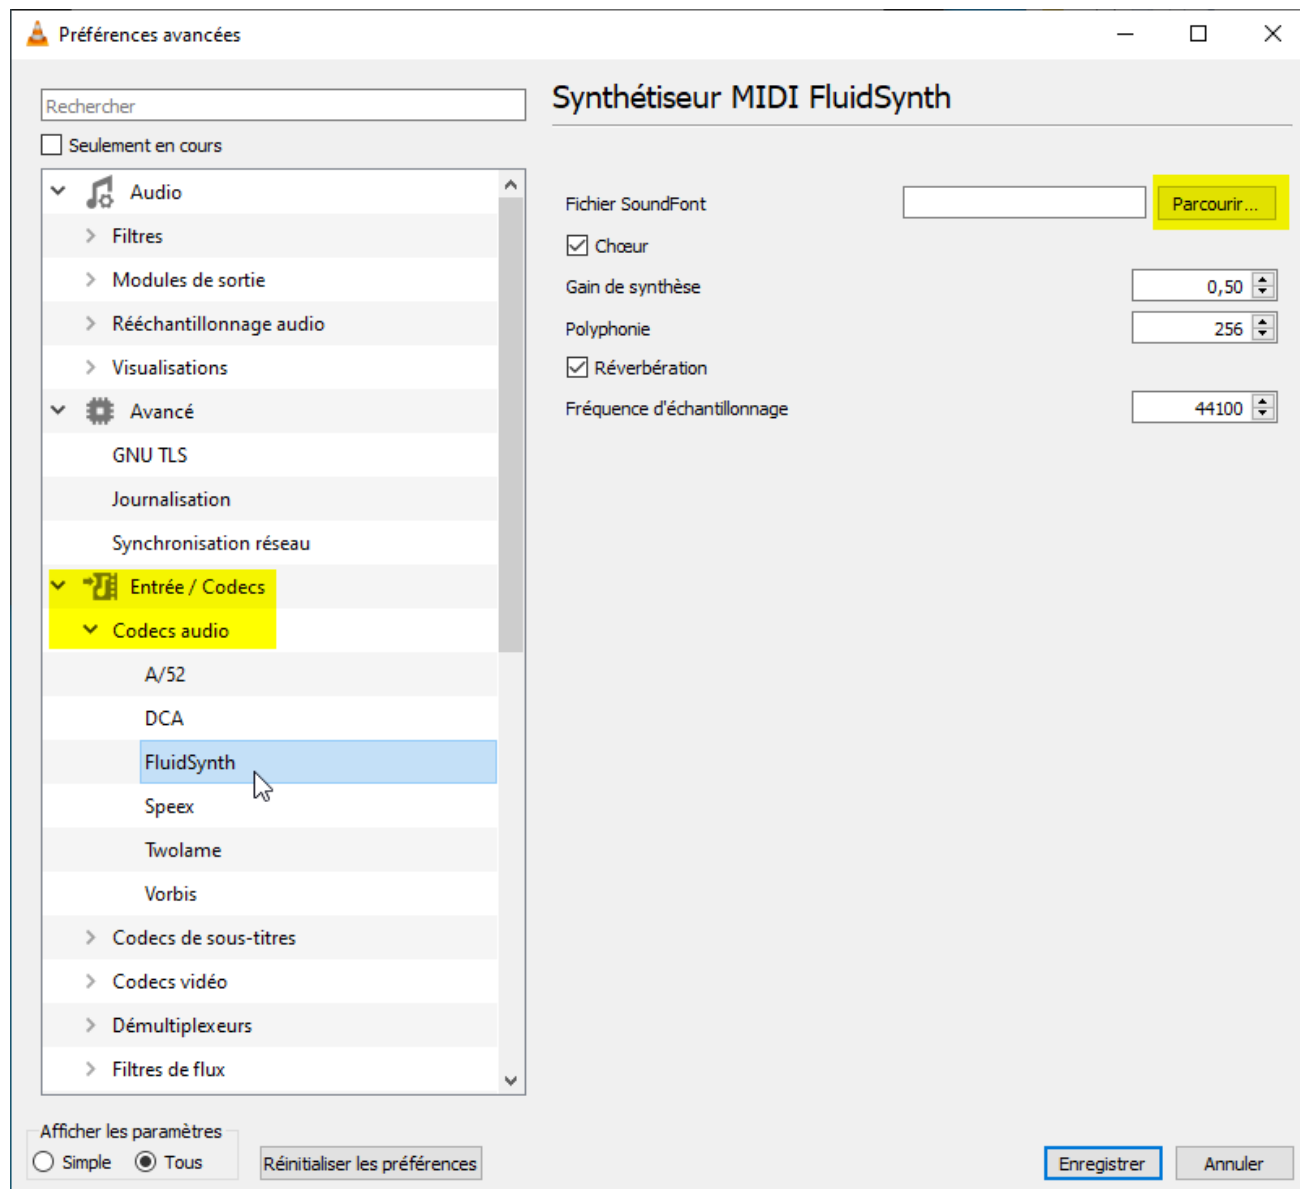 Préférences avancées
Rechercher
Seulement en cours
Audio
Filtres
Modules de sortie
Rééchantillonnage audio
Visualisations
Avancé
GNU TLS
Journalisation
Synchronisation réseau
Entrée / Codecs
Codecs audio
A/52
DCA
FluidSynth
Speex
Twolame
Vorbis
Codecs de sous-titres
Codecs vidéo
Démultiplexeurs
Filtres de flux
Synthétiseur MIDI FluidSynth
Fichier SoundFont Parcourir...
Chœur
Gain de synthèse 0,50
Polyphonie 256
Réverbération
Fréquence d'échantillonnage 44100
Afficher les paramètres
Simple Tous Réinitialiser les préférences Enregistrer Annuler